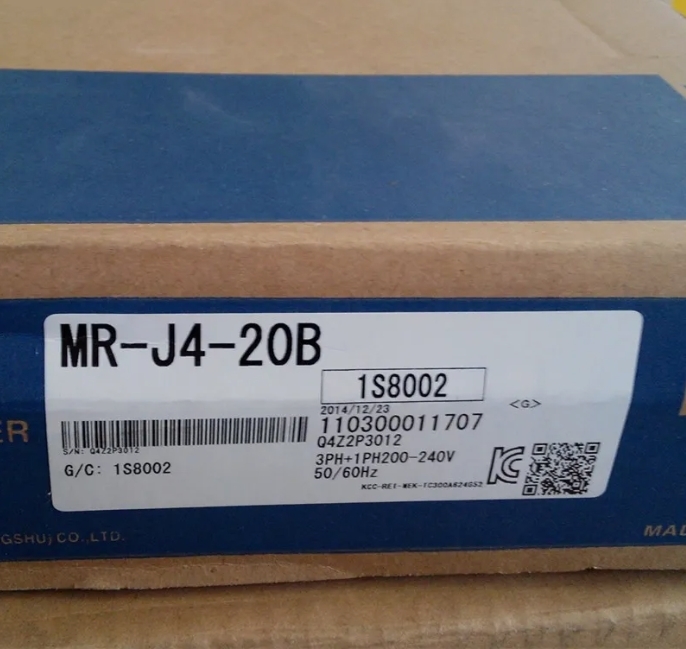 MR-J4-20B
1S8002
2014/12/23
<G>
110300011707
Q4Z2P3012
S/N: Q4Z2P3012
3PH+1PH200-240V
G/C: 1S8002
50/60Hz
KC
ER
GSHU) CO.,LTD.